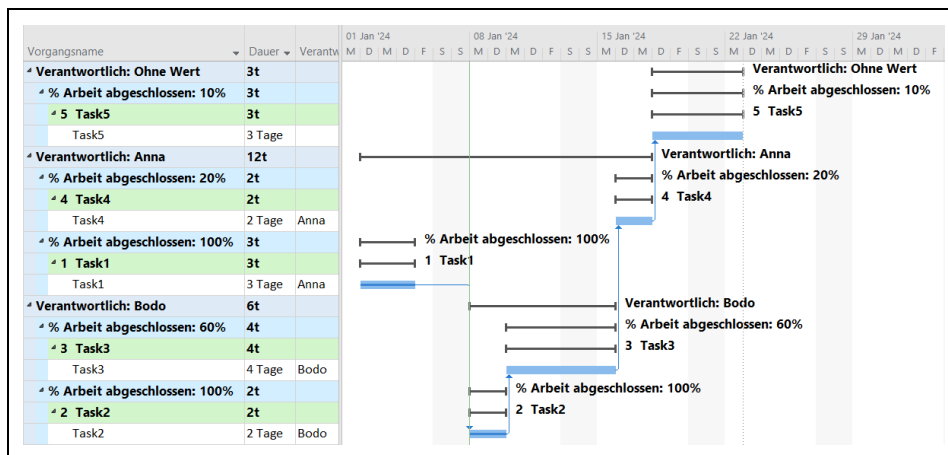 01 Jan '24 08 Jan '24 15 Jan '24 22 Jan '24 29 Jan '24
Vorgangsname Dauer Verantw M D M D F S S M D M D F S S M D M D F S S M D M D F S S M D M D F
Verantwortlich: Ohne Wert 3t Verantwortlich: Ohne Wert
% Arbeit abgeschlossen: 10% 3t % Arbeit abgeschlossen: 10%
5 Task5 3t 5 Task5
Task5 3 Tage
Verantwortlich: Anna 12t Verantwortlich: Anna
% Arbeit abgeschlossen: 20% 2t % Arbeit abgeschlossen: 20%
4 Task4 2t 4 Task4
Task4 2 Tage Anna
% Arbeit abgeschlossen: 100% 3t % Arbeit abgeschlossen: 100%
1 Task1 3t 1 Task1
Task1 3 Tage Anna
Verantwortlich: Bodo 6t Verantwortlich: Bodo
% Arbeit abgeschlossen: 60% 4t % Arbeit abgeschlossen: 60%
3 Task3 4t 3 Task3
Task3 4 Tage Bodo
% Arbeit abgeschlossen: 100% 2t % Arbeit abgeschlossen: 100%
2 Task2 2t 2 Task2
Task2 2 Tage Bodo